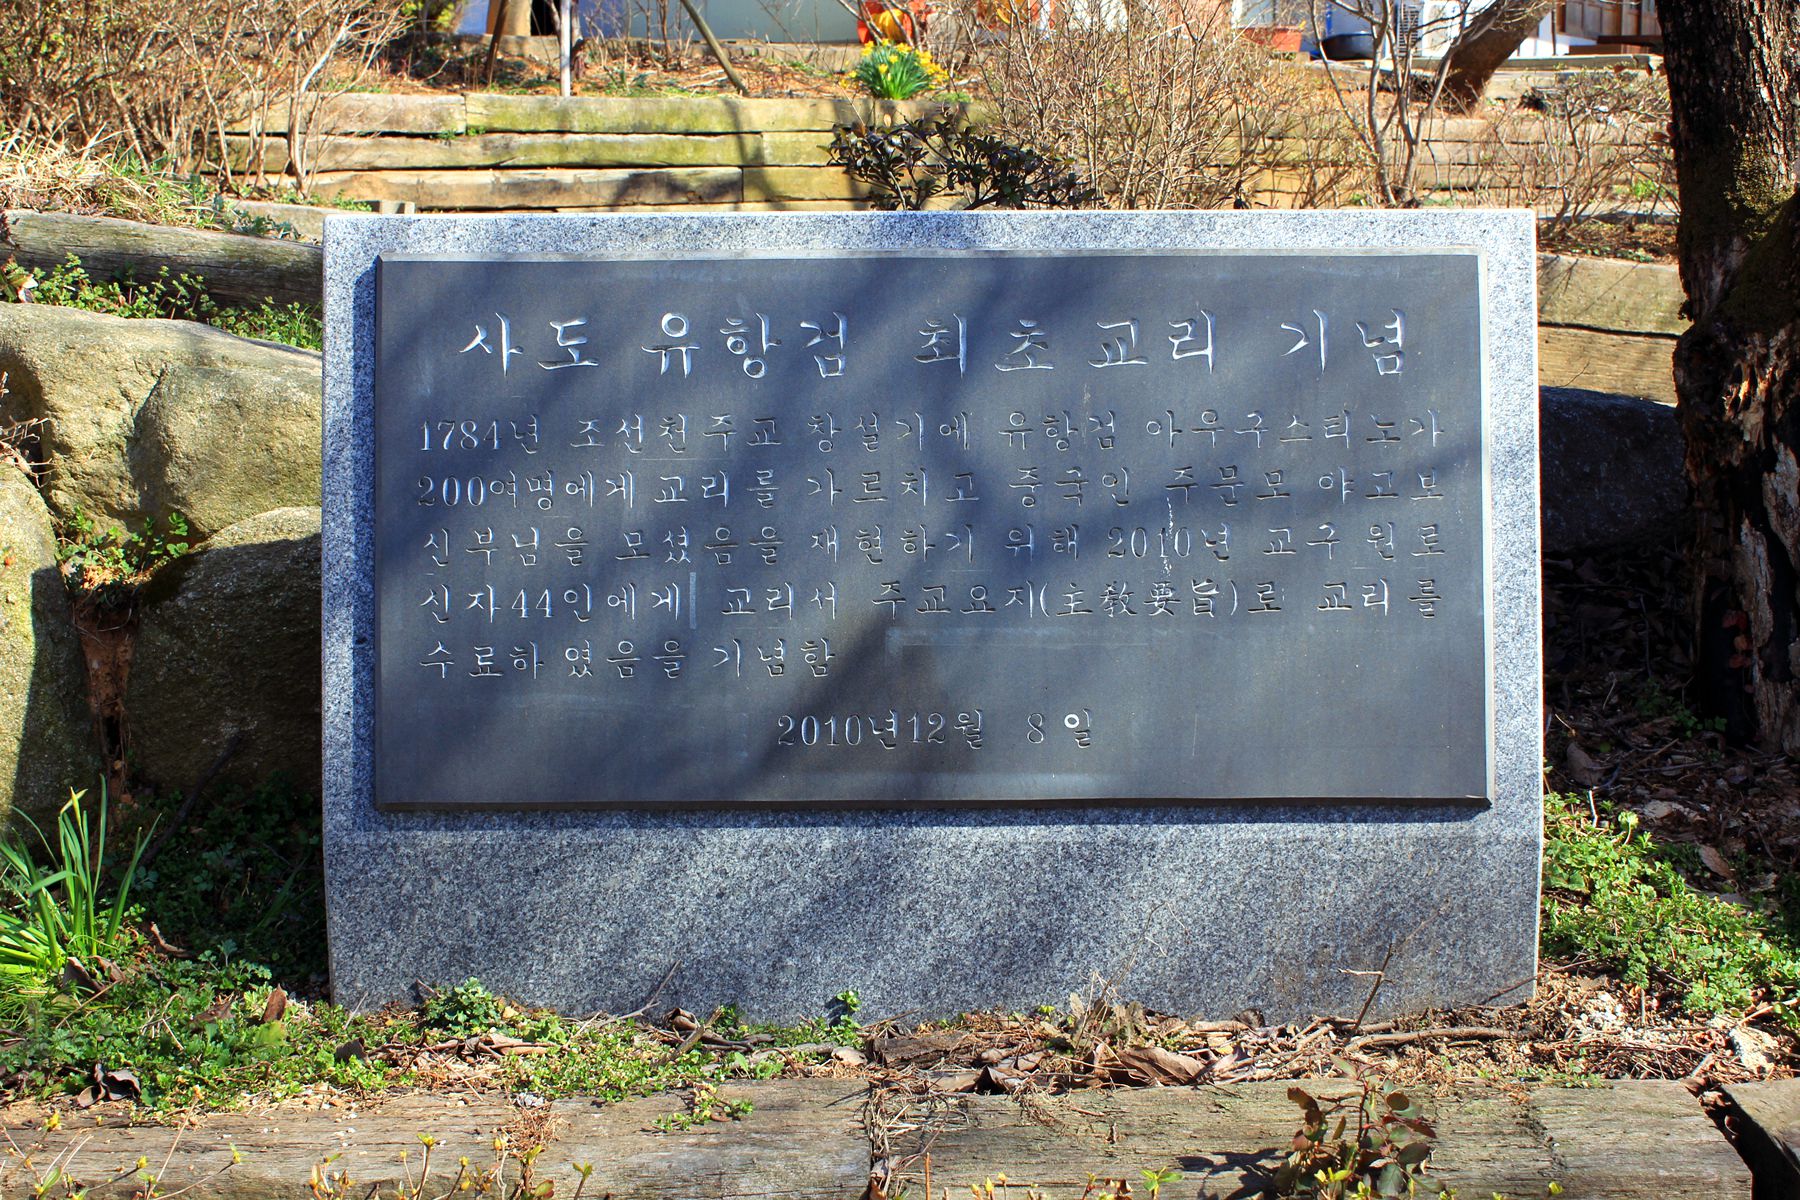 사도 유항검 최초 교리 기념
1784년 조선천주교 창설기에 유항검 아우구스티노가
200여명에게 교리를 가르치고 중국인 주문모 야고보
신부님을 모셨음을 재현하기 위해 2010년 교구 원로
신자44인에게 교리서 주교요지(主敎要旨)로 교리를
수료하였음을 기념함
2010년12월 8일